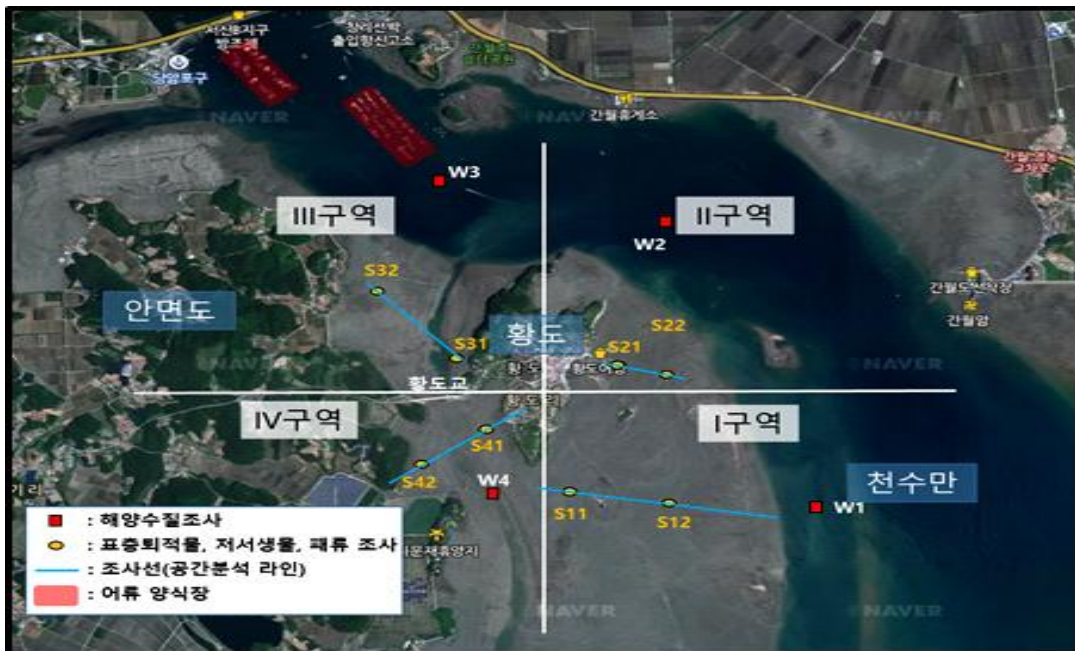 서산B지구
방조제
창리선박
출입항신고소
당암포구
간월휴게소
NAVER
NAVER
W3
III구역
II구역
W2
S32
안면도
황도
S22
S31
S21
간월도선착장
간월암
황도교
NAVER
IV구역
I구역
S41
S42
W4
천수만
S11
S12
W1
: 해양수질조사
: 표층퇴적물, 저서생물, 패류 조사
: 조사선(공간분석 라인)
: 어류 양식장
NAVER
NAVER